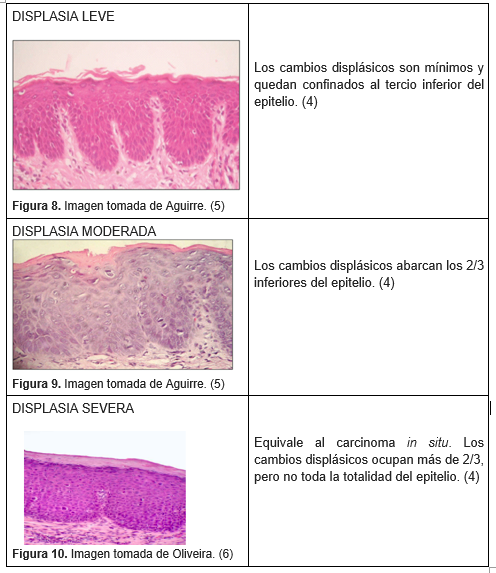 DISPLASIA LEVE
Los cambios displásicos son mínimos y
quedan confinados al tercio inferior del
epitelio. (4)
Figura 8. Imagen tomada de Aguirre. (5)
DISPLASIA MODERADA
Los cambios displásicos abarcan los 2/3
inferiores del epitelio. (4)
Figura 9. Imagen tomada de Aguirre. (5)
DISPLASIA SEVERA
Equivale al carcinoma in situ. Los
cambios displásicos ocupan más de 2/3,
pero no toda la totalidad del epitelio. (4)
Figura 10. Imagen tomada de Oliveira. (6)